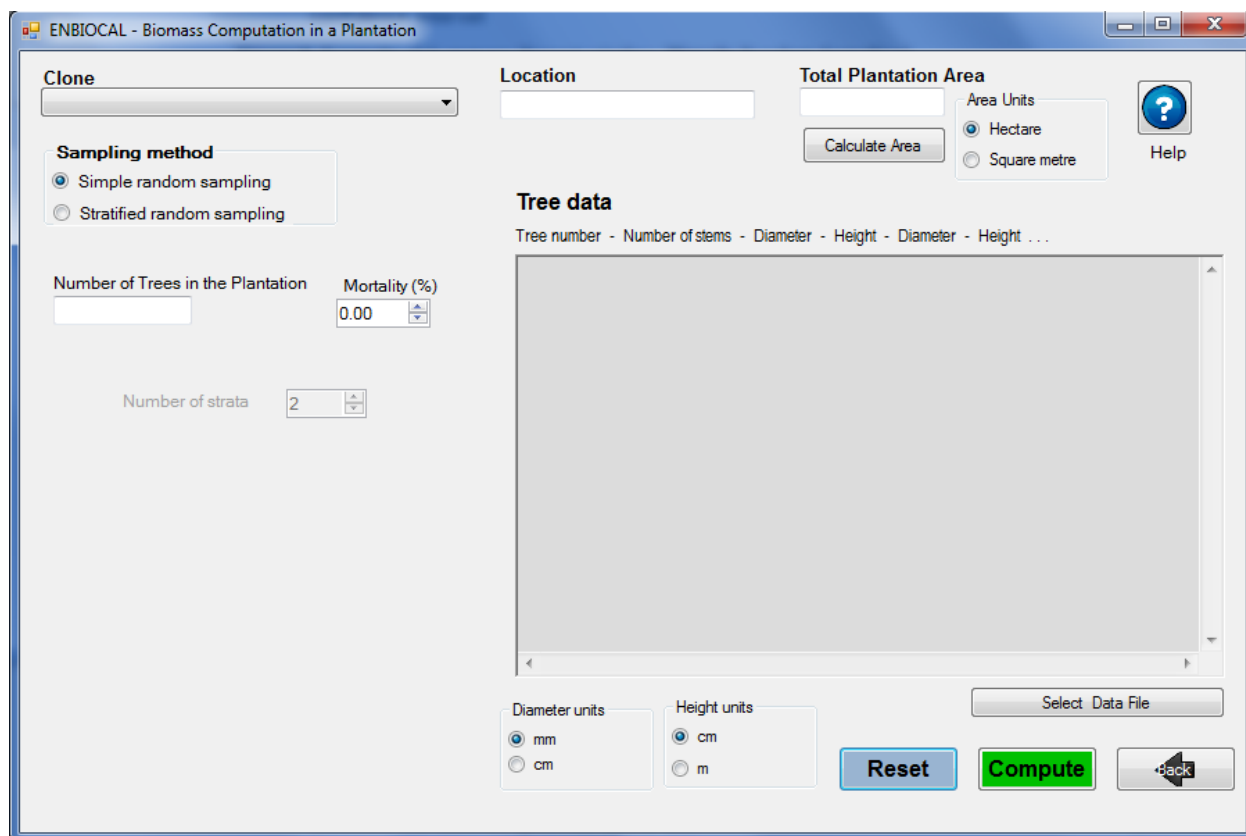 ENBIOCAL - Biomass Computation in a Plantation
Clone
Location
Total Plantation Area
Area Units
Hectare
Square metre
Calculate Area
?
Help
Sampling method
Simple random sampling
Stratified random sampling
Tree data
Tree number - Number of stems - Diameter - Height - Diameter - Height . . .
Number of Trees in the Plantation
Mortality (%)
0.00
Number of strata
2
Select Data File
Diameter units
mm
cm
Height units
cm
m
Reset
Compute
Back